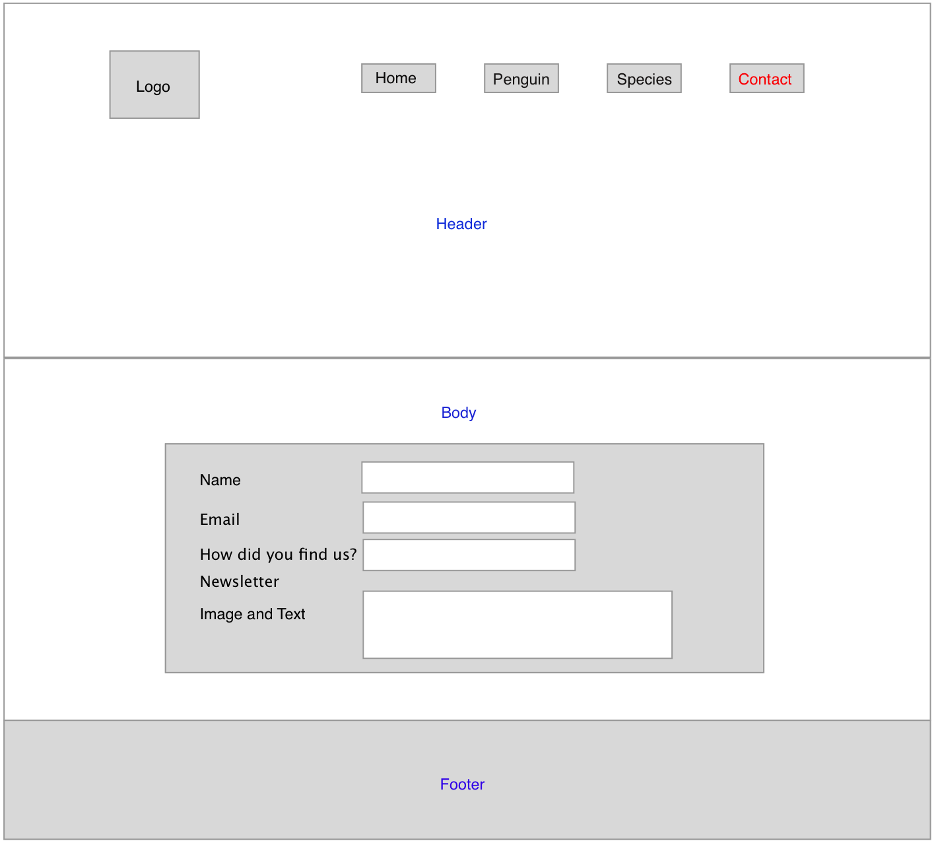 Logo
Home
Penguin
Species
Contact
Header
Body
Name
Email
How did you find us?
Newsletter
Image and Text
Footer